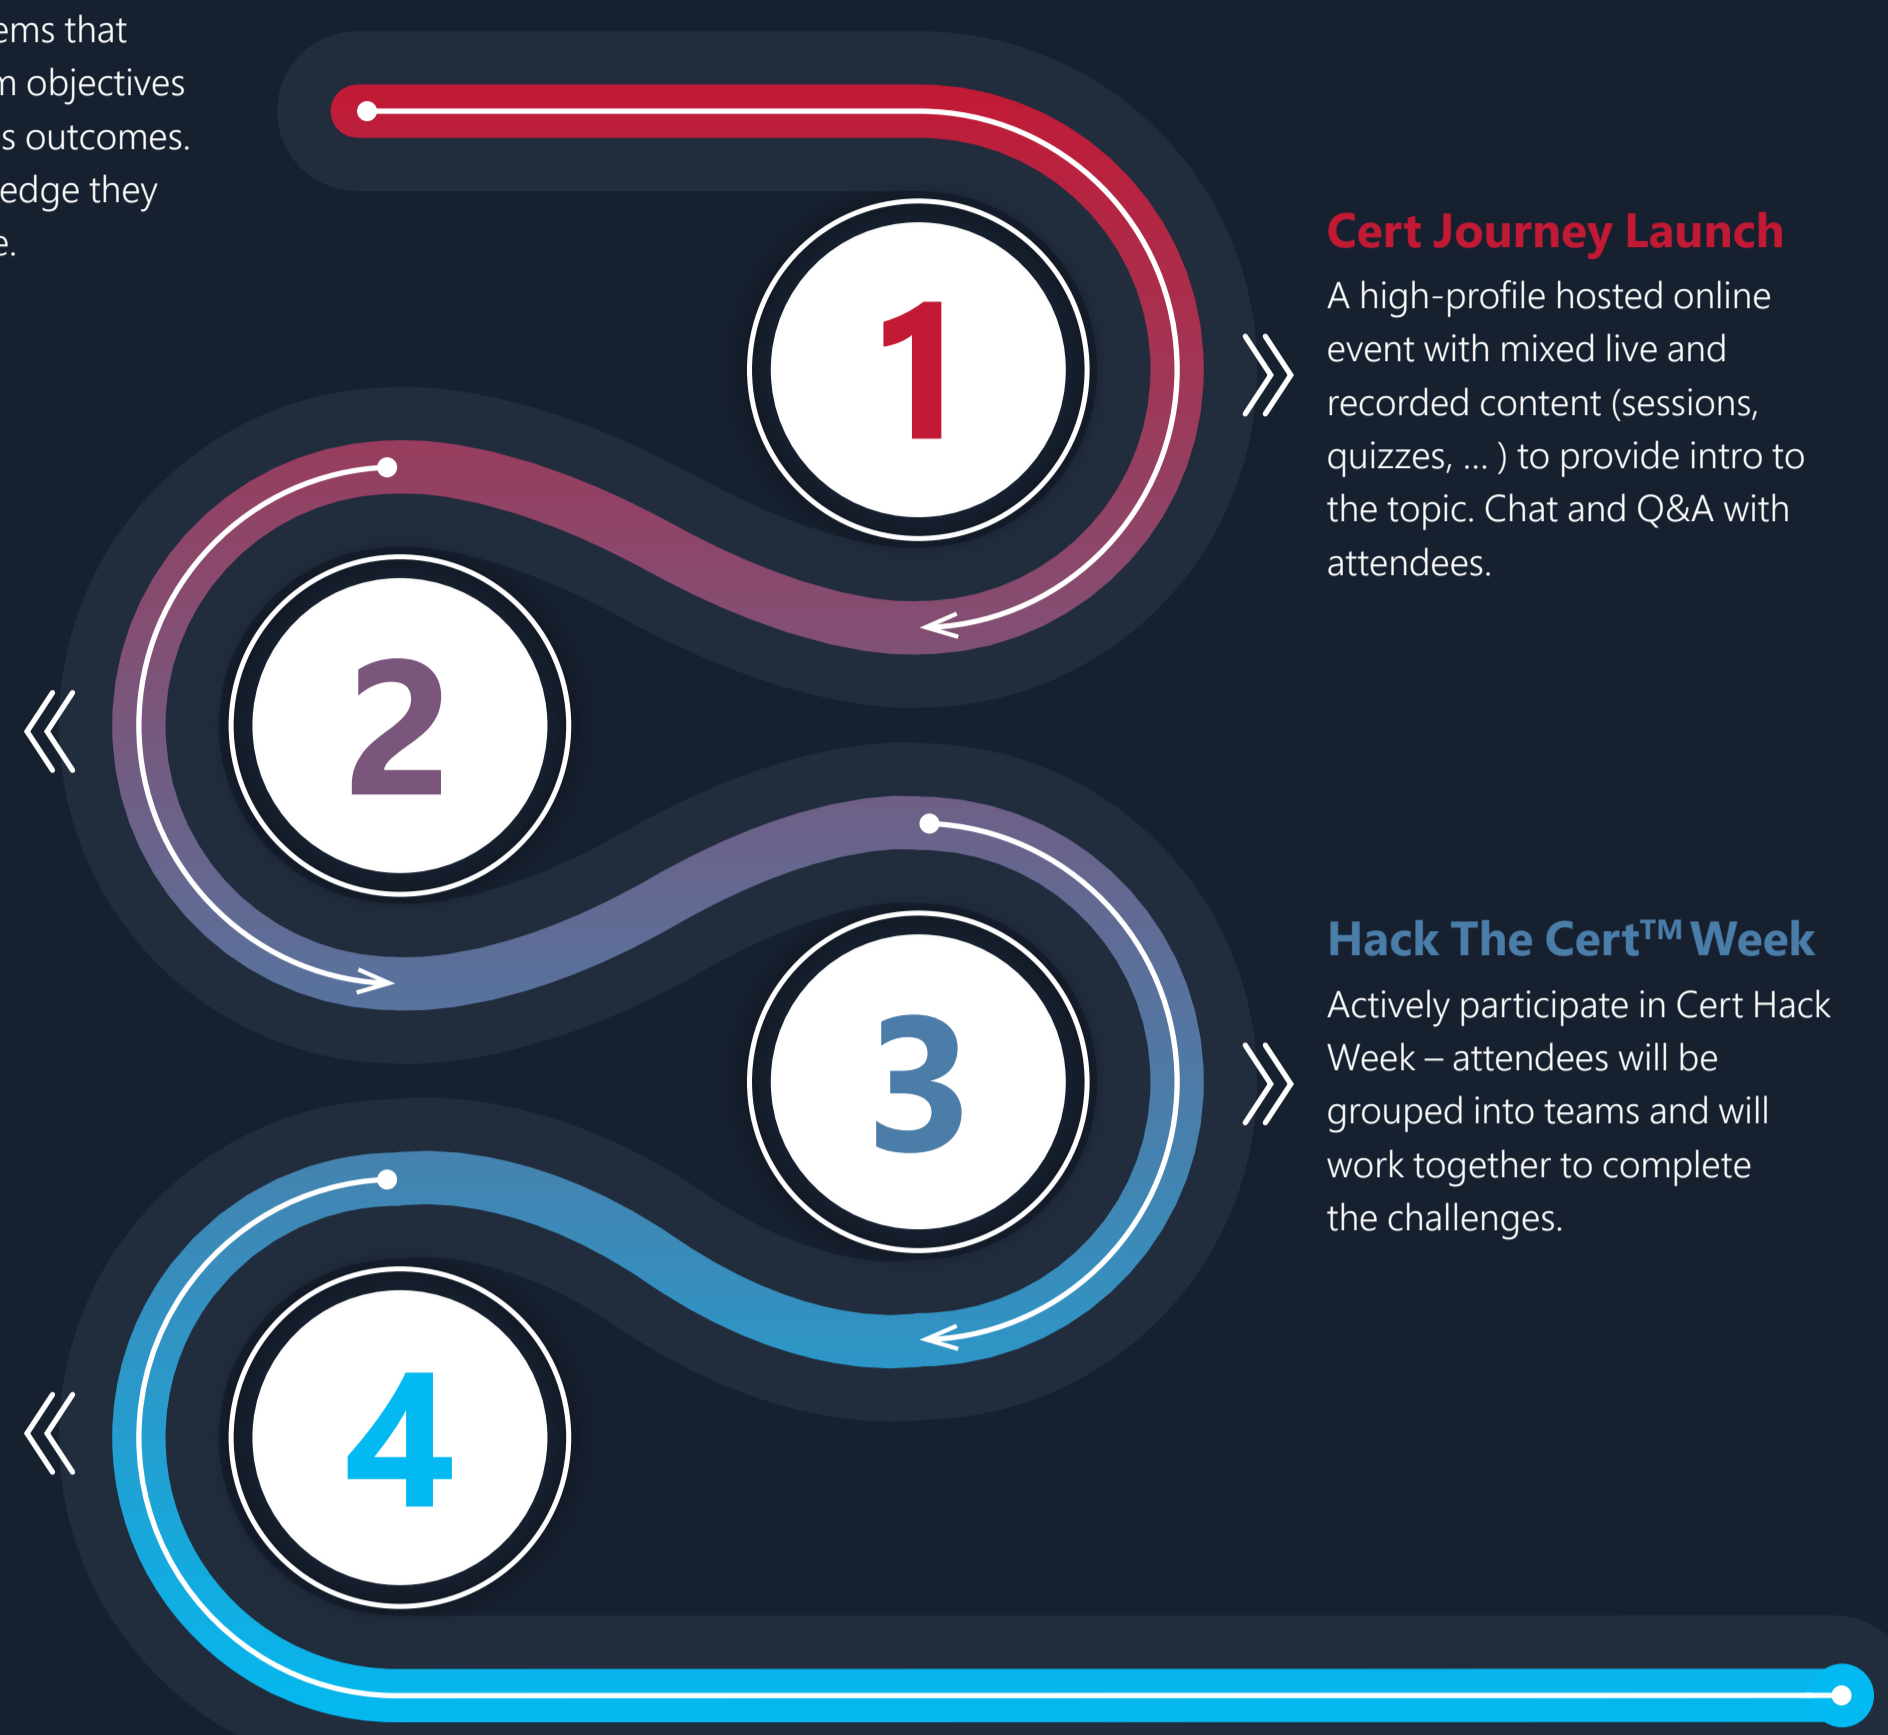 that
objectives
outcomes.
they
1
Cert Journey Launch
A high-profile hosted online
event with mixed live and
recorded content (sessions,
quizzes, ... ) to provide intro to
the topic. Chat and Q&A with
attendees.
2
3
Hack The Cert™ Week
Actively participate in Cert Hack
Week – attendees will be
grouped into teams and will
work together to complete
the challenges.
4